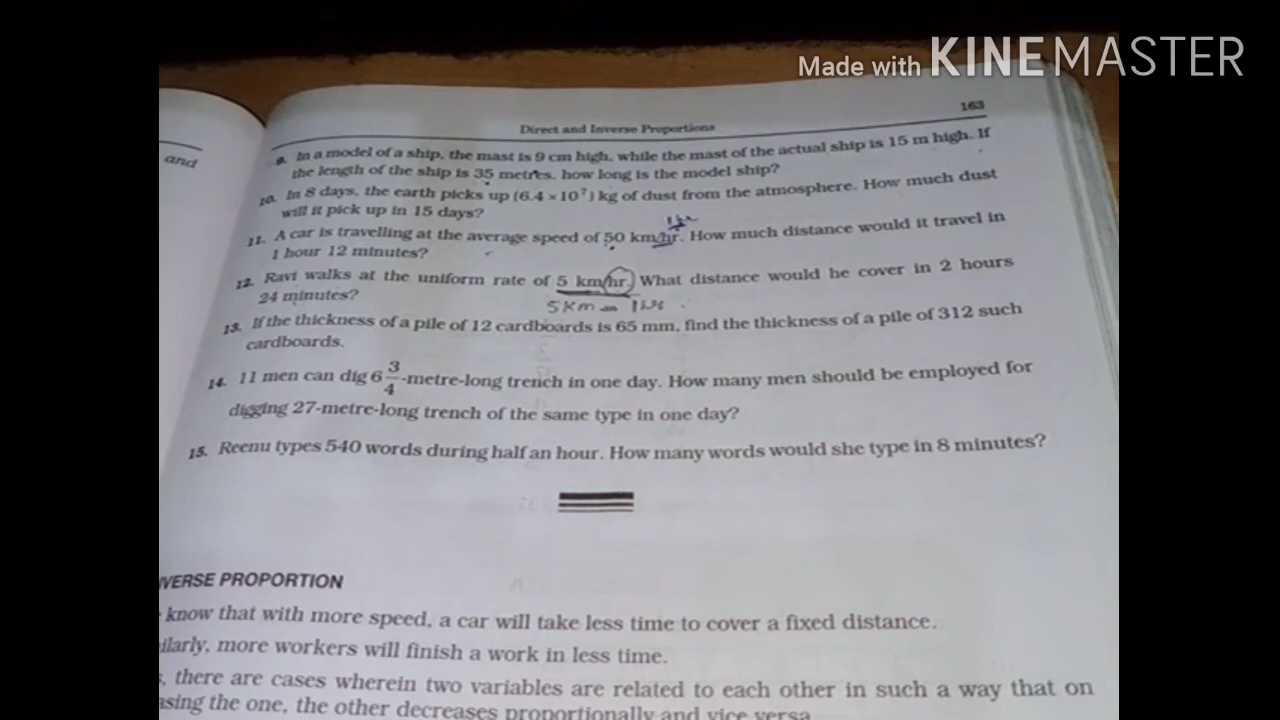 Made with KINEMASTER
163
Direct and Inverse Proportions
and
9. In a model of a ship, the mast is 9 cm high, while the mast of the actual ship is 15 m high. If
the length of the ship is 35 metres, how long is the model ship?
10. In 8 days, the earth picks up (6.4 × 10⁷) kg of dust from the atmosphere. How much dust
will it pick up in 15 days?
11. A car is travelling at the average speed of 50 km/hr. How much distance would it travel in
1 hour 12 minutes?
12. Ravi walks at the uniform rate of 5 km/hr. What distance would he cover in 2 hours
24 minutes?
5 km = 1
13. If the thickness of a pile of 12 cardboards is 65 mm, find the thickness of a pile of 312 such
cardboards.
14. 11 men can dig 6 3/4-metre-long trench in one day. How many men should be employed for
digging 27-metre-long trench of the same type in one day?
15. Reenu types 540 words during half an hour. How many words would she type in 8 minutes?
VERSE PROPORTION
know that with more speed, a car will take less time to cover a fixed distance.
ilarly, more workers will finish a work in less time.
, there are cases wherein two variables are related to each other in such a way that on
asing the one, the other decreases proportionally and vice versa